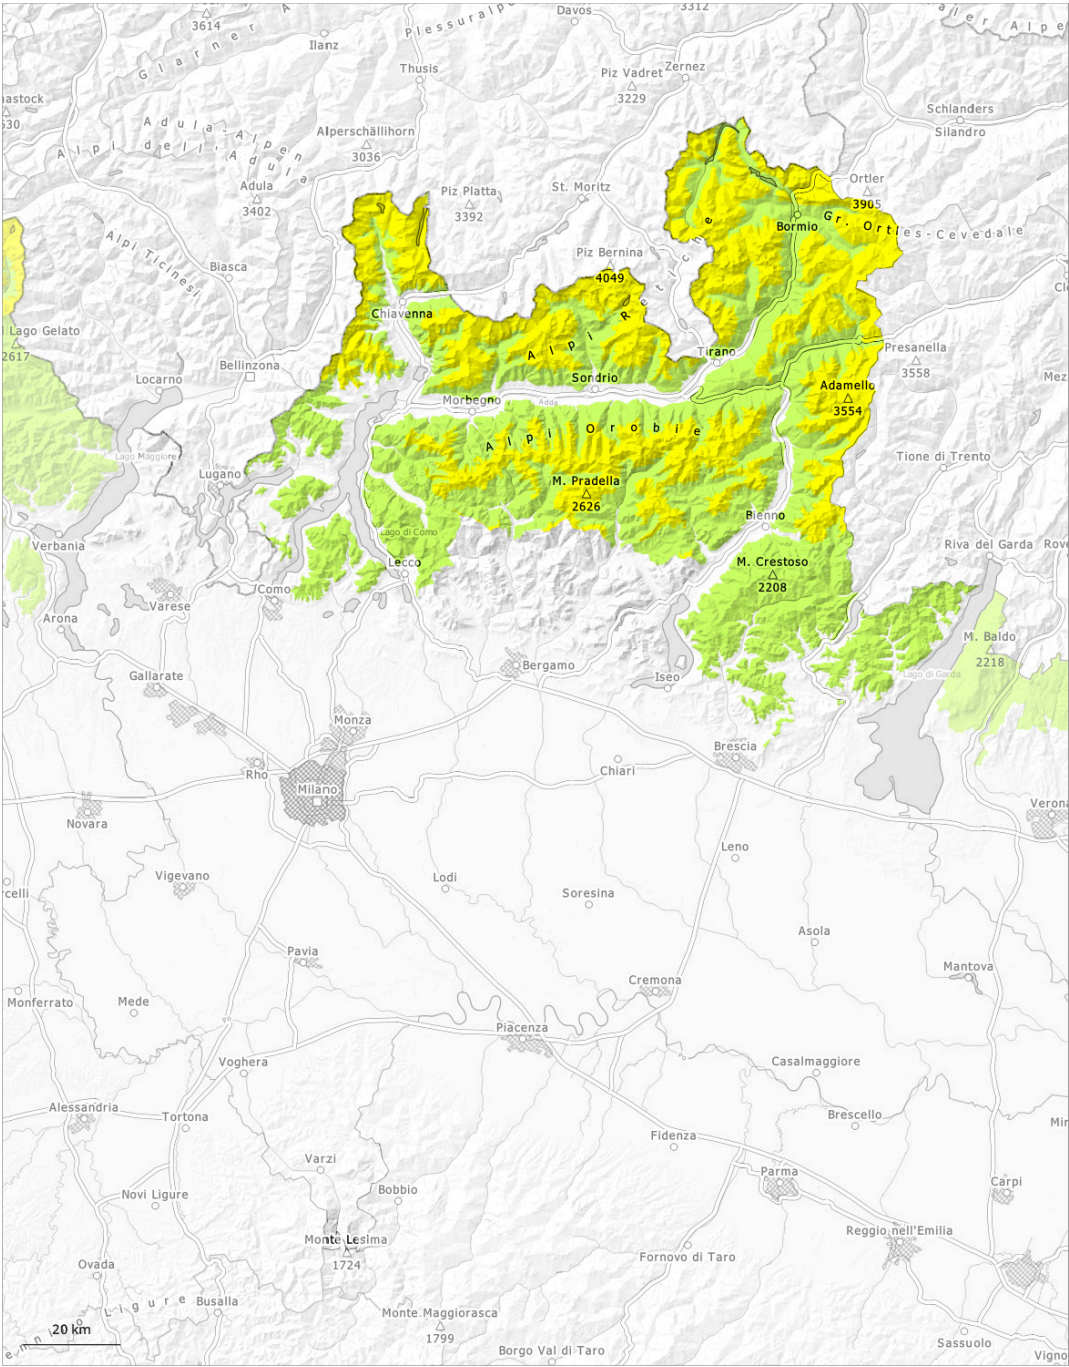 3614
Ilanz
Glarner A
Plessuralpe
Davos
3312
Thusis
Piz Vadret
3229
Zernez
Schlanders
Silandro
530
Adula-Alpen
Alpi dell'Adula
Alperschällihorn
3036
Adula
3402
Piz Platta
3392
St. Moritz
Ortler
3905
Bormio
Gr. Ortles-Cevedale
Alpi Ticinesi
Biasca
Piz Bernina
4049
Chiavenna
Alpi Retiche
Lago Gelato
2617
Bellinzona
Locarno
Tirano
Presanella
3558
Sondrio
Adamello
3554
Morbegno
Adda
Alpi Orobie
Lago Maggiore
Lugano
M. Pradella
2626
Tione di Trento
Bienno
Verbania
Lago di Como
Lecco
Riva del Garda
Rove
M. Crestoso
2208
Varese
Como
Arona
M. Baldo
2218
Bergamo
Iseo
Lago di Garda
Gallarate
Monza
Brescia
Rho
Milano
Chiari
Novara
Verona
Leno
Vigevano
Lodi
Soresina
rcelli
Asola
Pavia
Mantova
Cremona
Monferrato
Mede
Piacenza
Voghera
Casalmaggiore
Alessandria
Tortona
Brescello
Fidenza
Varzi
Parma
Bobbio
Carpi
Novi Ligure
Reggio nell'Emilia
Monte Lesima
1724
Fornovo di Taro
Ovada
Busalla
Ligure
Monte Maggiorasca
1799
20 km
Sassuolo
Borgo Val di Taro
Vigno